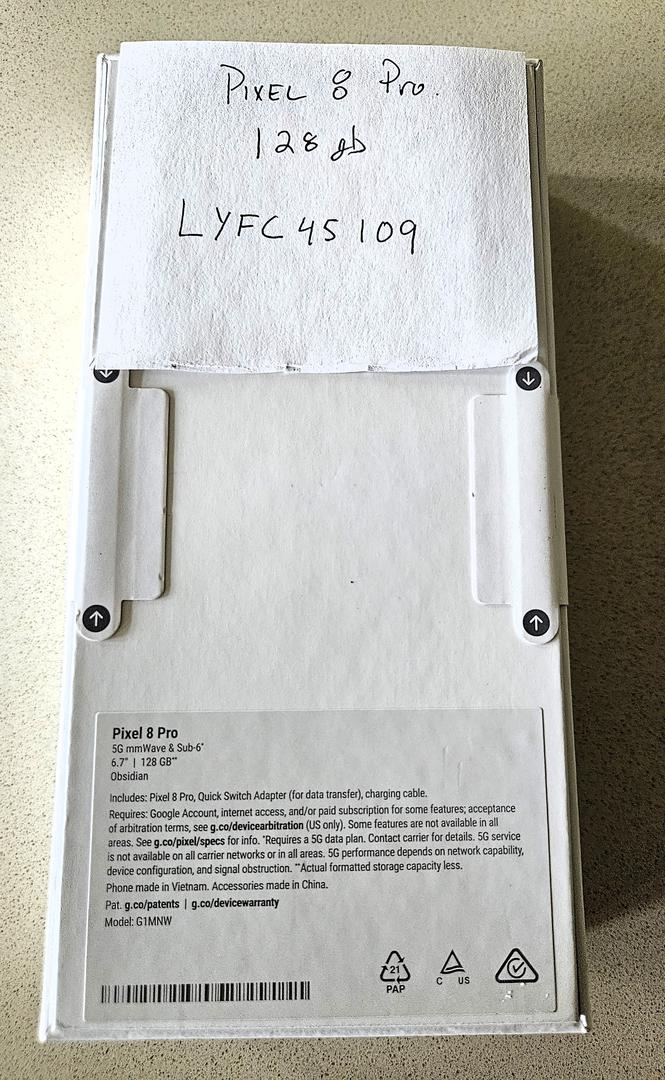 PIXEL 8 Pro.
128 gb
LYFC45109
Pixel 8 Pro
5G mmWave & Sub-6*
6.7" | 128 GB**
Obsidian
Includes: Pixel 8 Pro, Quick Switch Adapter (for data transfer), charging cable.
Requires: Google Account, internet access, and/or paid subscription for some features; acceptance
of arbitration terms, see g.co/devicearbitration (US only). Some features are not available in all
areas. See g.co/pixel/specs for info. *Requires a 5G data plan. Contact carrier for details. 5G service
is not available on all carrier networks or in all areas. 5G performance depends on network capability,
device configuration, and signal obstruction. **Actual formatted storage capacity less.
Phone made in Vietnam. Accessories made in China.
Pat. g.co/patents | g.co/devicewarranty
Model: G1MNW
21
PAP
C US